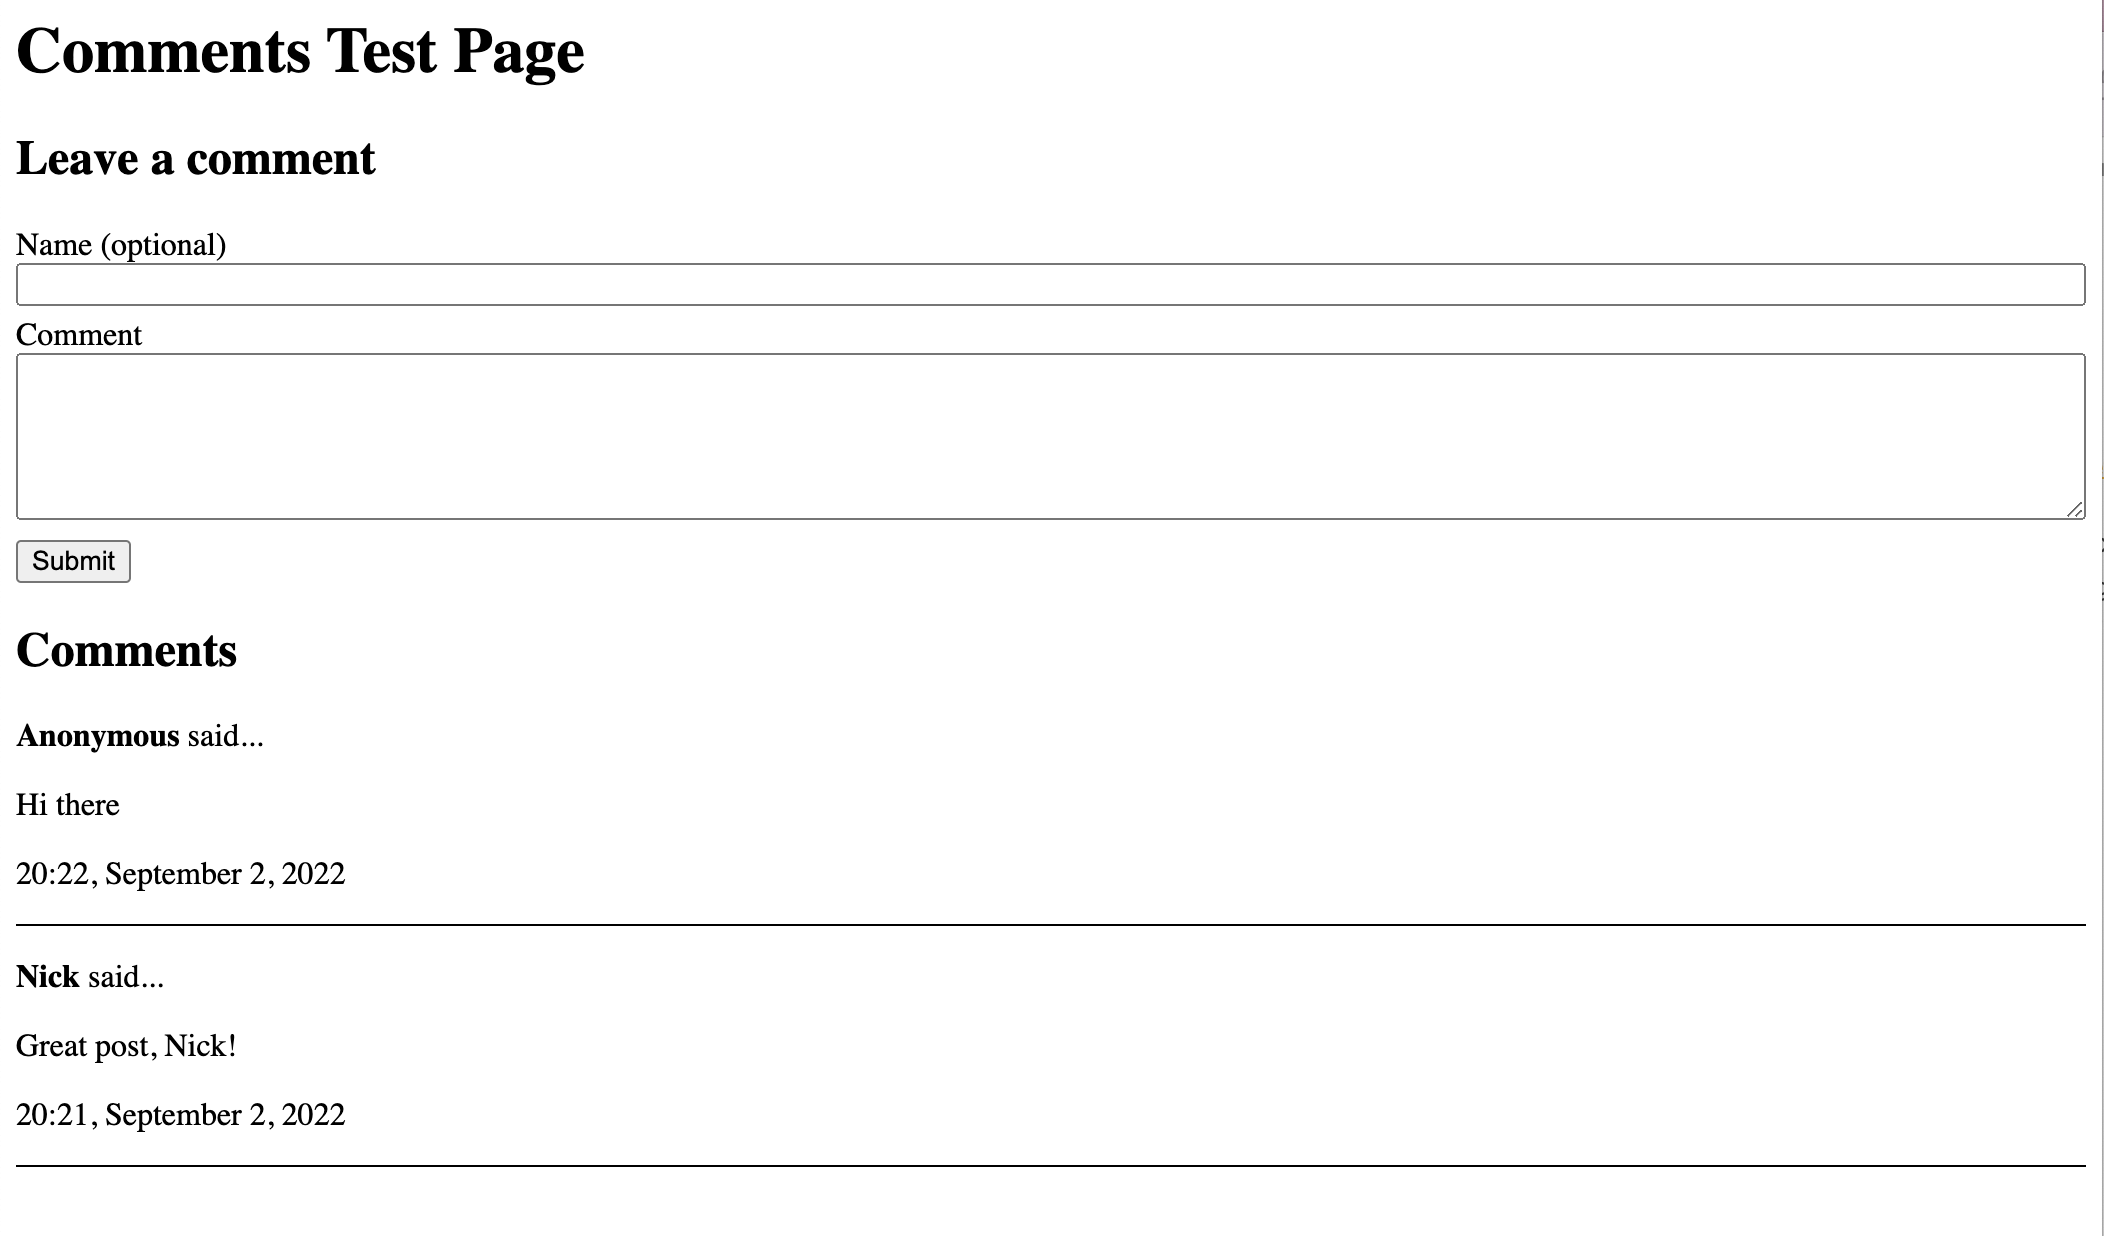 Comments Test Page
Leave a comment
Name (optional)
Comment
Submit
Comments
Anonymous said...
Hi there
20:22, September 2, 2022
Nick said...
Great post, Nick!
20:21, September 2, 2022